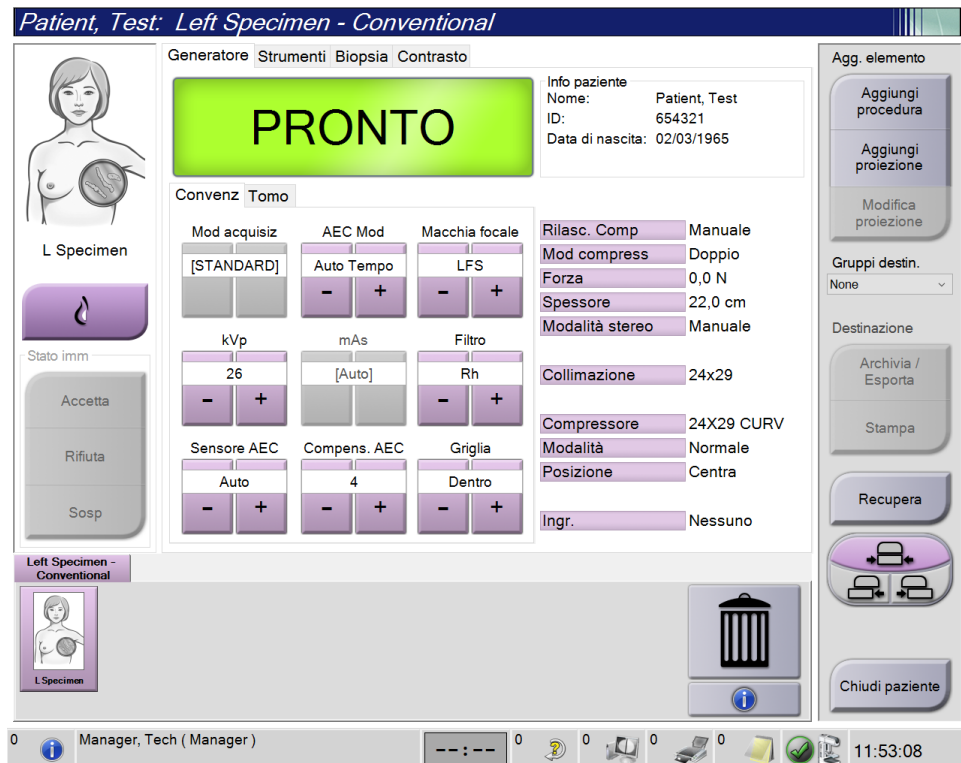 Patient, Test: Left Specimen - Conventional
Generatore Strumenti Biopsia Contrasto
PRONTO
Info paziente
Nome: Patient, Test
ID: 654321
Data di nascita: 02/03/1965
L Specimen
Stato imm
Accetta
Rifiuta
Sosp
Convenz Tomo
Mod acquisiz AEC Mod Macchia focale
[STANDARD] Auto Tempo LFS
- + - +
kVp mAs Filtro
26 [Auto] Rh
- + - +
Sensore AEC Compens. AEC Griglia
Auto 4 Dentro
- + - + - +
Rilasc. Comp Manuale
Mod compress Doppio
Forza 0,0 N
Spessore 22,0 cm
Modalità stereo Manuale
Collimazione 24x29
Compressore 24X29 CURV
Modalità Normale
Posizione Centra
Ingr. Nessuno
Agg. elemento
Aggiungi
procedura
Aggiungi
proiezione
Modifica
proiezione
Gruppi destin.
None
Destinazione
Archivia /
Esporta
Stampa
Recupera
Chiudi paziente
Left Specimen -
Conventional
L Specimen
0 Manager, Tech ( Manager ) --:-- 0 0 0 0 11:53:08